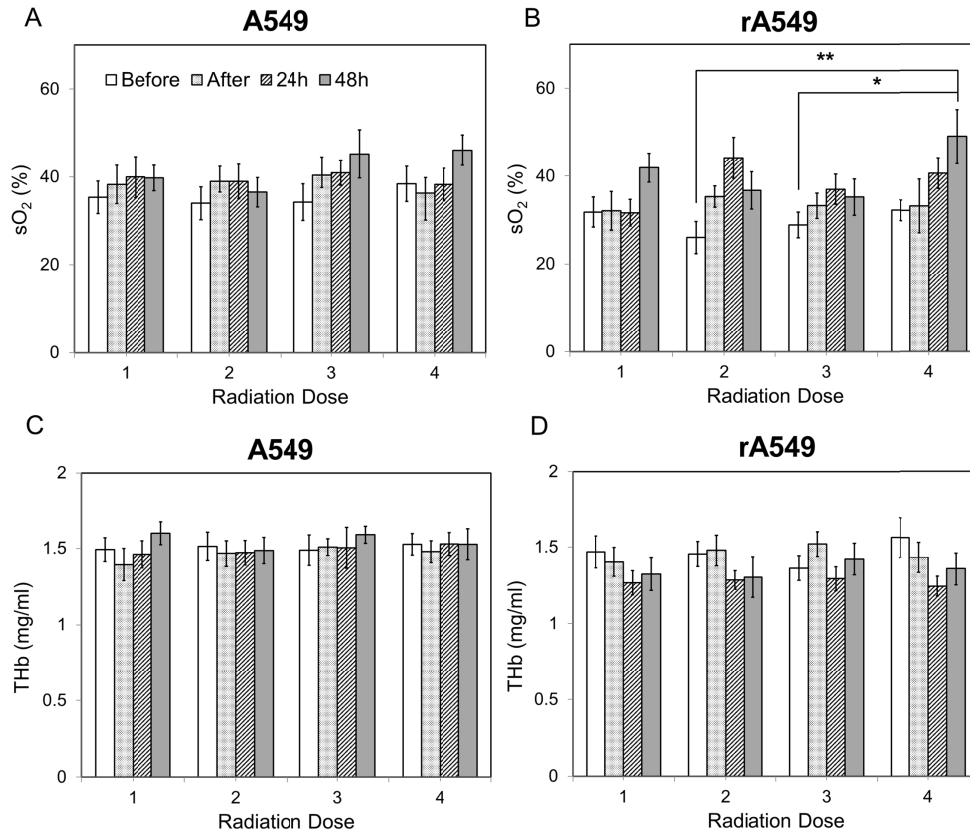 A
A549
Before After 24h 48h
60
40
20
0
sO2 (%)
1 2 3 4
Radiation Dose
B
rA549
**
*
60
40
20
0
sO2 (%)
1 2 3 4
Radiation Dose
C
A549
2
1.5
1
0.5
0
THb (mg/ml)
1 2 3 4
Radiation Dose
D
rA549
2
1.5
1
0.5
0
THb (mg/ml)
1 2 3 4
Radiation Dose